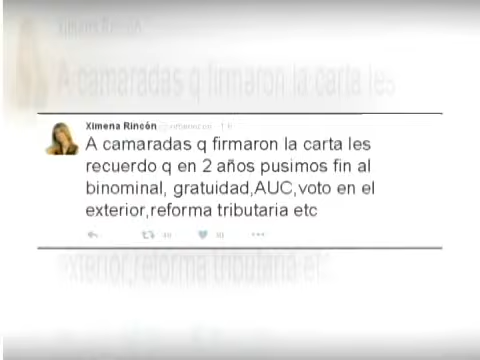 Ximena Rincón
A camaradas q firmaron la carta les
A camaradas q firmaron la carta les
recuerdo q en 2 años pusimos fin al
binominal, gratuidad,AUC,voto en el
exterior,reforma tributaria etc
exterior,reforma tributaria etc